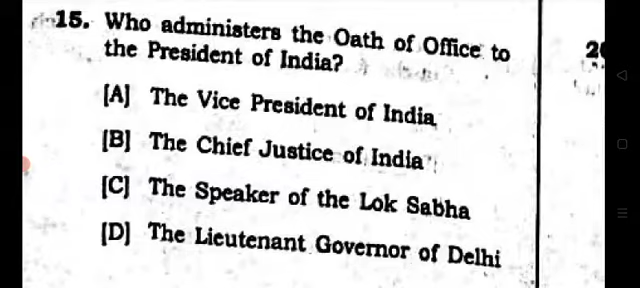 15. Who administers the Oath of Office to
the President of India?
[A] The Vice President of India
[B] The Chief Justice of India
[C] The Speaker of the Lok Sabha
[D] The Lieutenant Governor of Delhi